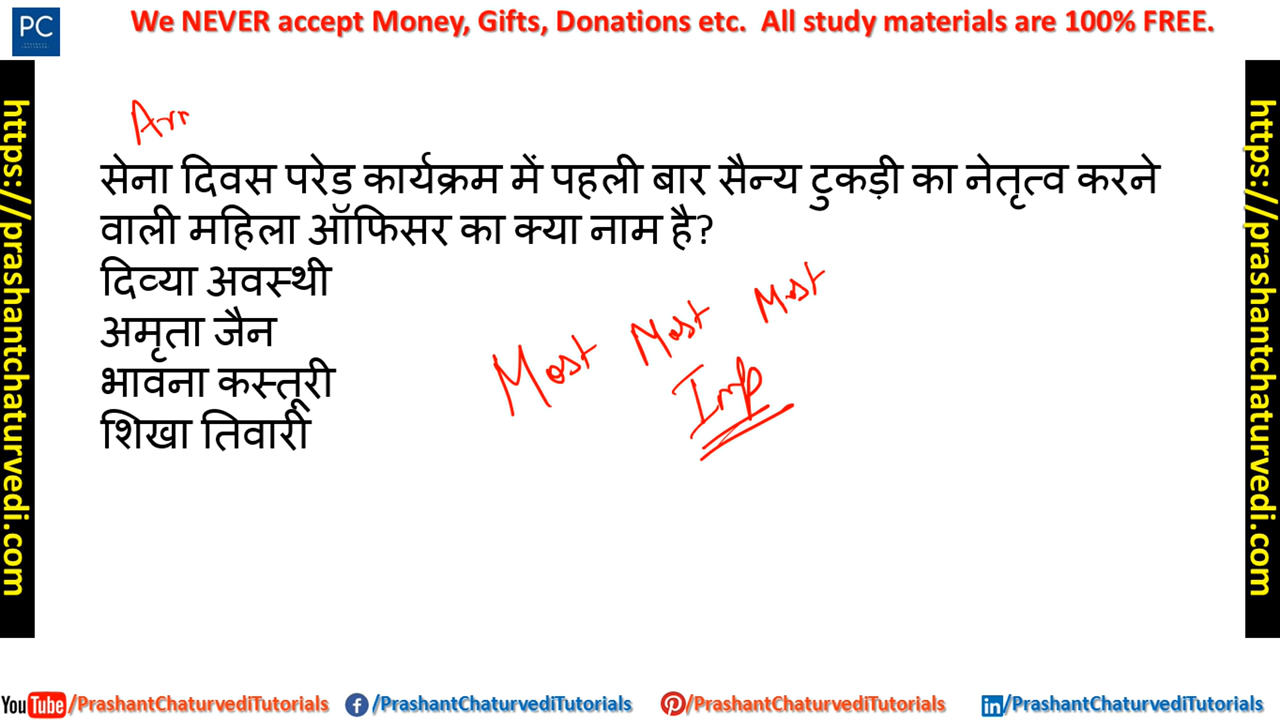 PC
We NEVER accept Money, Gifts, Donations etc. All study materials are 100% FREE.
https://prashantchaturvedi.com
Arr
सेना दिवस परेड कार्यक्रम में पहली बार सैन्य टुकड़ी का नेतृत्व करने
वाली महिला ऑफिसर का क्या नाम है?
दिव्या अवस्थी
अमृता जैन
भावना कस्तूरी
शिखा तिवारी
Most Most Most
Imp
https://prashantchaturvedi.com
YouTube/PrashantChaturvediTutorials f/PrashantChaturvediTutorials /PrashantChaturvediTutorials in/PrashantChaturvediTutorials